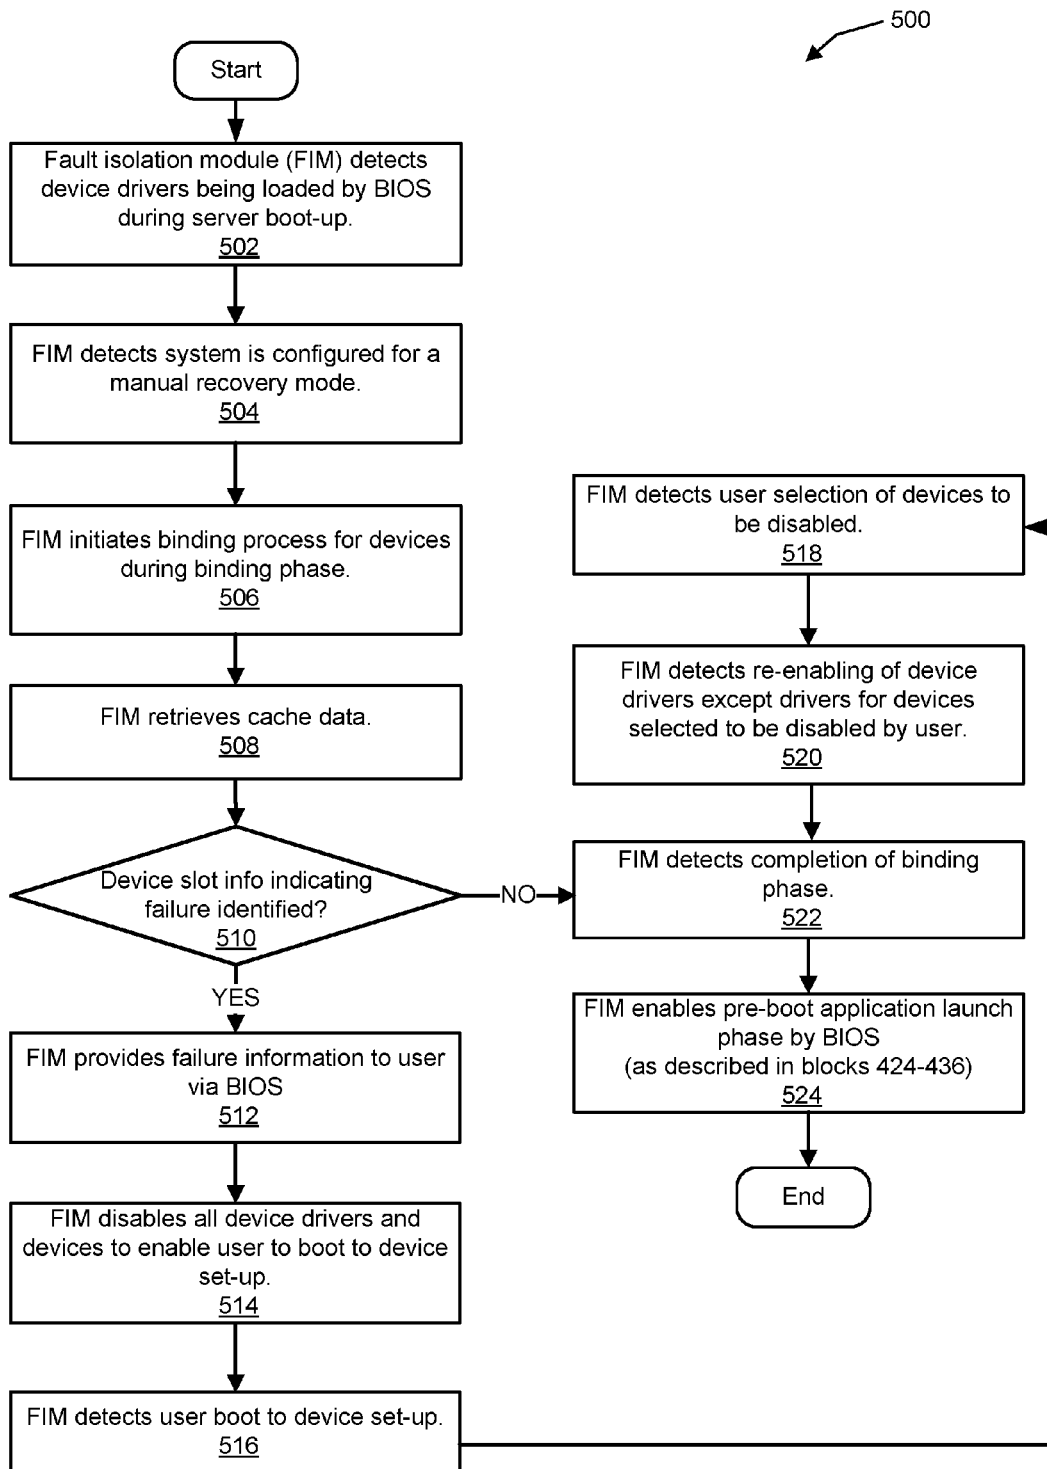 500
Start
Fault isolation module (FIM) detects
device drivers being loaded by BIOS
during server boot-up.
502
FIM detects system is configured for a
manual recovery mode.
504
FIM initiates binding process for devices
during binding phase.
506
FIM retrieves cache data.
508
Device slot info indicating
failure identified?
510
NO
YES
FIM provides failure information to user
via BIOS
512
FIM disables all device drivers and
devices to enable user to boot to device
set-up.
514
FIM detects user boot to device set-up.
516
FIM detects user selection of devices to
be disabled.
518
FIM detects re-enabling of device
drivers except drivers for devices
selected to be disabled by user.
520
FIM detects completion of binding
phase.
522
FIM enables pre-boot application launch
phase by BIOS
(as described in blocks 424-436)
524
End